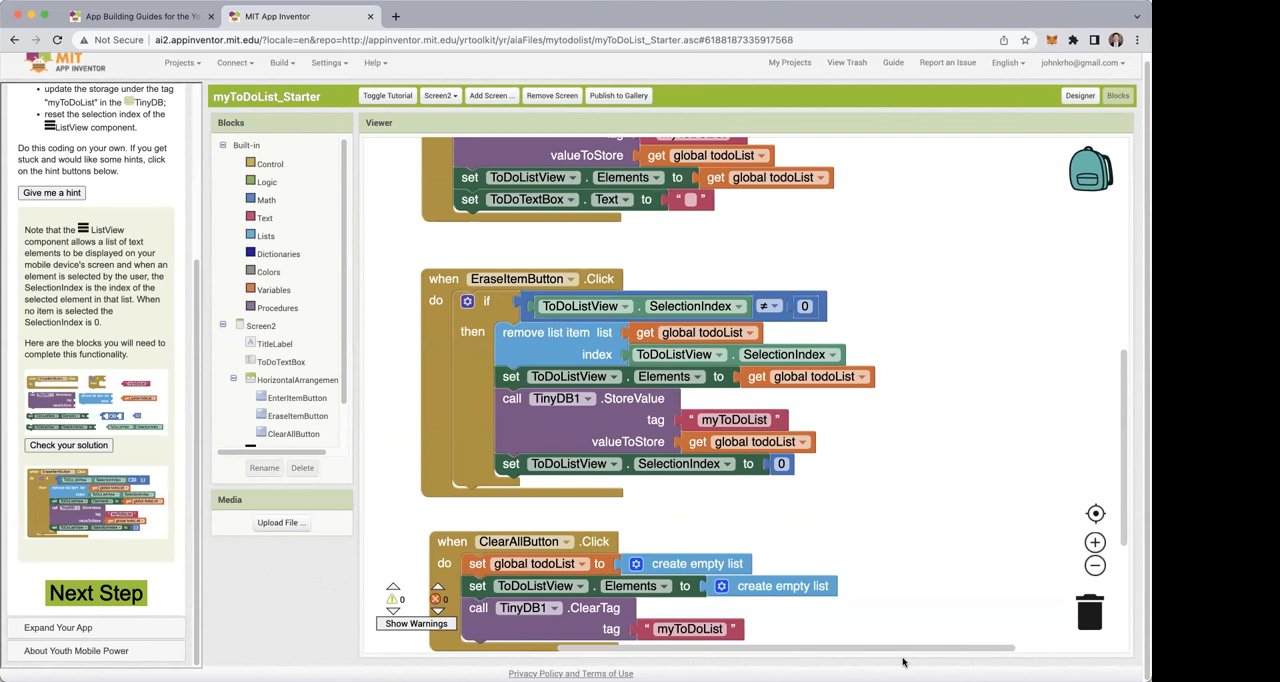 App Building Guides for the Yo
MIT App Inventor
Not Secure
ai2.appinventor.mit.edu/?locale=en&repo=http://appinventor.mit.edu/yrtoolkit/yr/aiaFiles/mytodolist/myToDoList_Starter.asc#6188187335917568
MIT
APP INVENTOR
Projects
Connect
Build
Settings
Help
My Projects
View Trash
Guide
Report an Issue
English
johnkrho@gmail.com
update the storage under the tag
"myToDoList" in the TinyDB;
reset the selection index of the
ListView component.
Do this coding on your own. If you get
stuck and would like some hints, click
on the hint buttons below.
Give me a hint
Note that the ListView
component allows a list of text
elements to be displayed on your
mobile device's screen and when an
element is selected by the user, the
SelectionIndex is the index of the
selected element in that list. When
no item is selected the
SelectionIndex is 0.
Here are the blocks you will need to
complete this functionality.
Check your solution
Next Step
Expand Your App
About Youth Mobile Power
myToDoList_Starter
Toggle Tutorial
Screen2
Add Screen ...
Remove Screen
Publish to Gallery
Designer
Blocks
Blocks
Built-in
Control
Logic
Math
Text
Lists
Dictionaries
Colors
Variables
Procedures
Screen2
TitleLabel
ToDoTextBox
HorizontalArrangemen
EnterItemButton
EraseItemButton
ClearAllButton
Rename
Delete
Media
Upload File ...
Viewer
valueToStore get global todoList
set ToDoListView . Elements to get global todoList
set ToDoTextBox . Text to " "
when EraseItemButton .Click
do if ToDoListView . SelectionIndex ≠ 0
then remove list item list get global todoList
index ToDoListView . SelectionIndex
set ToDoListView . Elements to get global todoList
call TinyDB1 .StoreValue
tag " myToDoList "
valueToStore get global todoList
set ToDoListView . SelectionIndex to 0
when ClearAllButton .Click
do set global todoList to create empty list
set ToDoListView . Elements to create empty list
call TinyDB1 .ClearTag
tag " myToDoList "
0
0
Show Warnings
Privacy Policy and Terms of Use